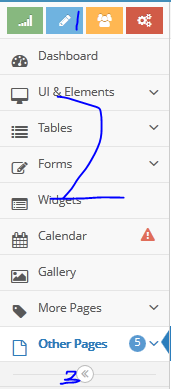 1
Dashboard
UI & Elements
2
Tables
Forms
Widgets
Calendar
Gallery
More Pages
Other Pages 5
3